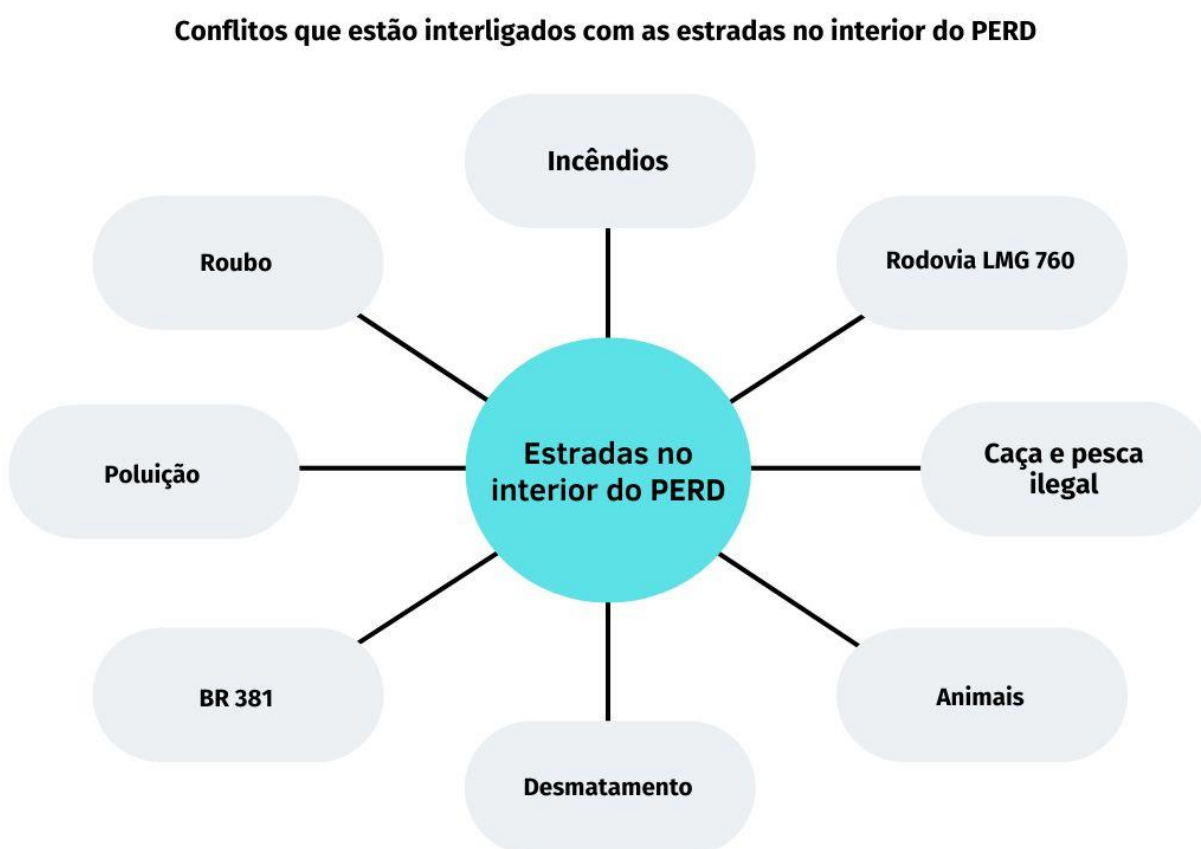 Conflitos que estão interligados com as estradas no interior do PERD
Incêndios
Roubo
Rodovia LMG 760
Estradas no
interior do PERD
Caça e pesca
ilegal
Poluição
BR 381
Animais
Desmatamento